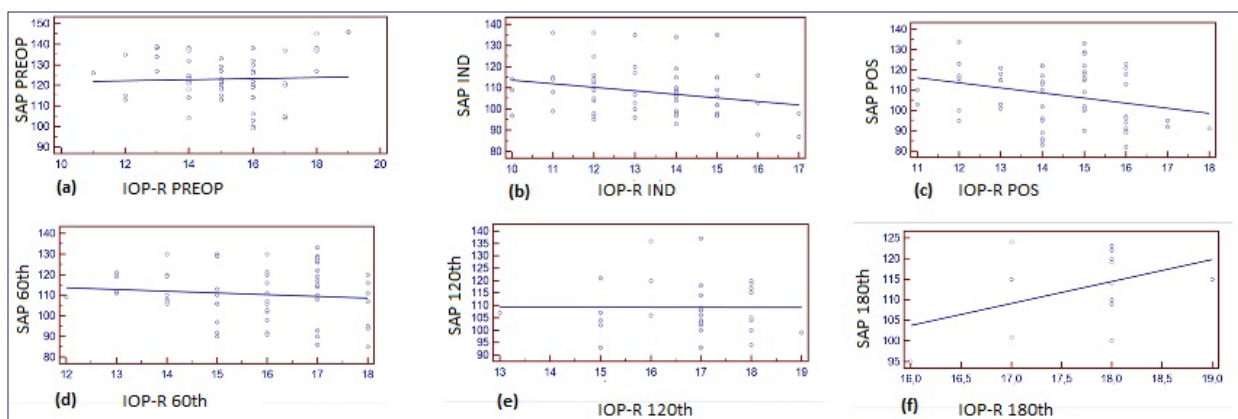 SAP PREOP
150
140
130
120
110
100
90
10 12 14 16 18 20
(a) IOP-R PREOP
SAP IND
140
130
120
110
100
90
10 11 12 13 14 15 16 17
(b) IOP-R IND
SAP POS
140
130
120
110
100
90
80
11 12 13 14 15 16 17 18
(c) IOP-R POS
SAP 60th
140
130
120
110
100
90
80
12 13 14 15 16 17 18
(d) IOP-R 60th
SAP 120th
140
135
130
125
120
115
110
105
100
95
90
13 14 15 16 17 18 19
(e) IOP-R 120th
SAP 180th
125
120
115
110
105
100
95
16,0 16,5 17,0 17,5 18,0 18,5 19,0
(f) IOP-R 180th